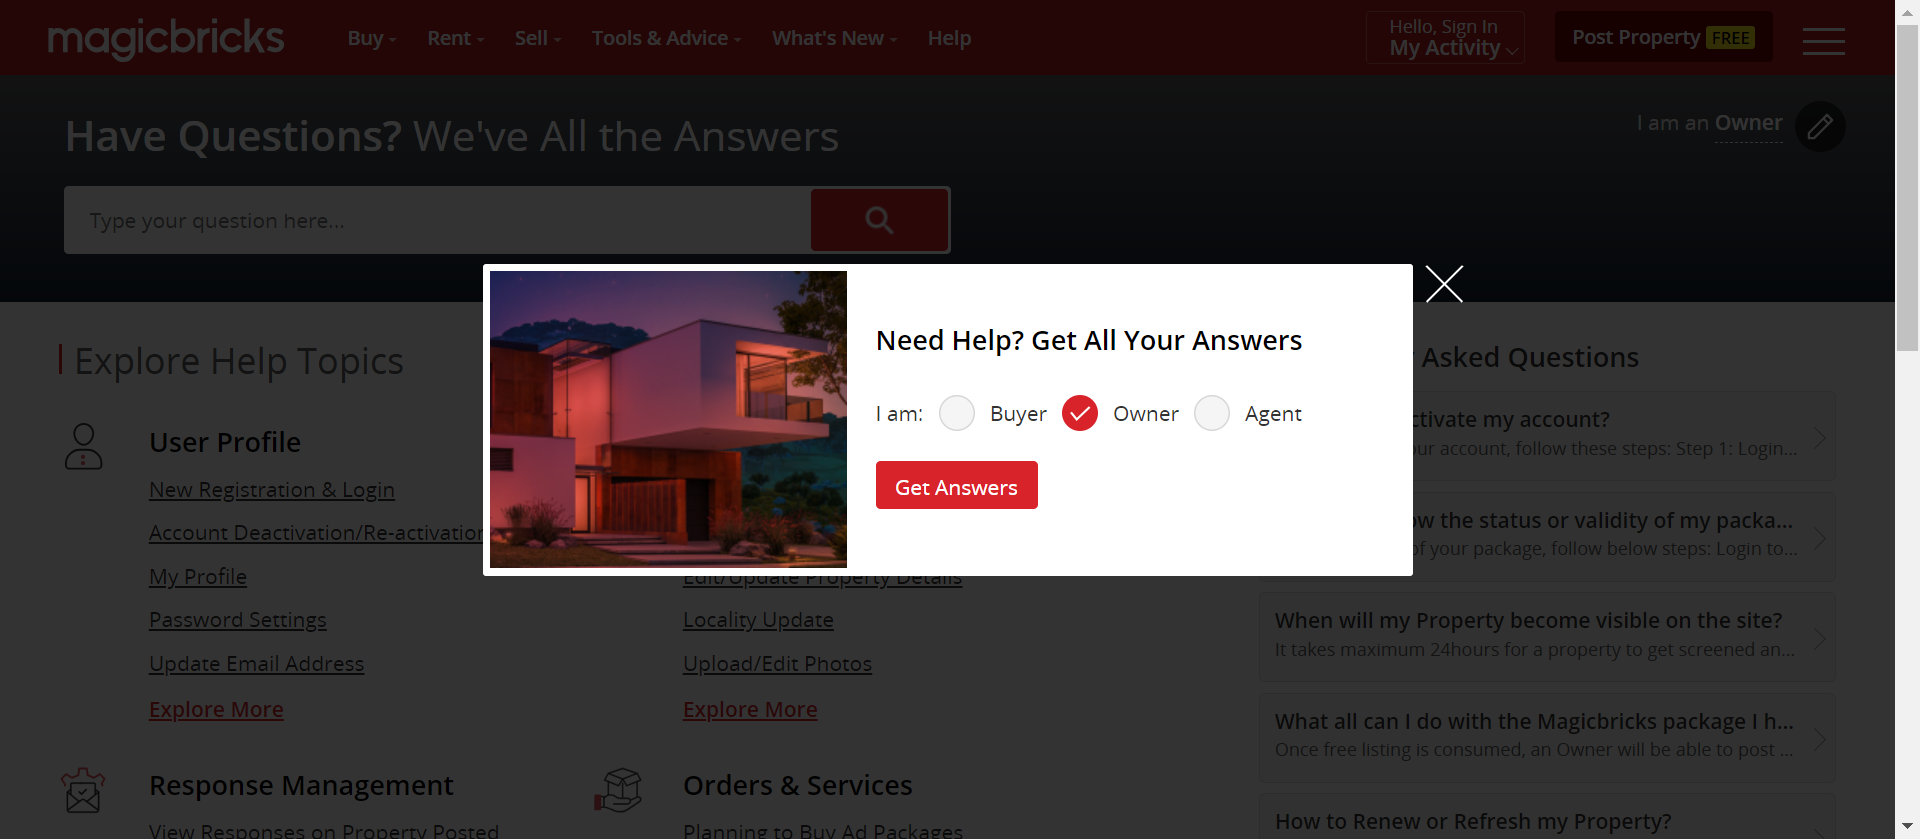 magicbricks
Buy
Rent
Sell
Tools & Advice
What's New
Help
Hello, Sign In
My Activity
Post Property FREE
Have Questions? We've All the Answers
I am an Owner
Type your question here...
Need Help? Get All Your Answers
I am: Buyer Owner Agent
Get Answers
Explore Help Topics
User Profile
New Registration & Login
Account Deactivation/Re-activation
My Profile
Password Settings
Update Email Address
Explore More
Edit/Update Property Details
Locality Update
Upload/Edit Photos
Explore More
Response Management
View Responses on Property Posted
Orders & Services
Planning to Buy Ad Packages
Asked Questions
my account?
account, follow these steps: Step 1: Login...
the status or validity of my packa...
of your package, follow below steps: Login to...
When will my Property become visible on the site?
It takes maximum 24hours for a property to get screened an...
What all can I do with the Magicbricks package I h...
Once free listing is consumed, an Owner will be able to post ...
How to Renew or Refresh my Property?